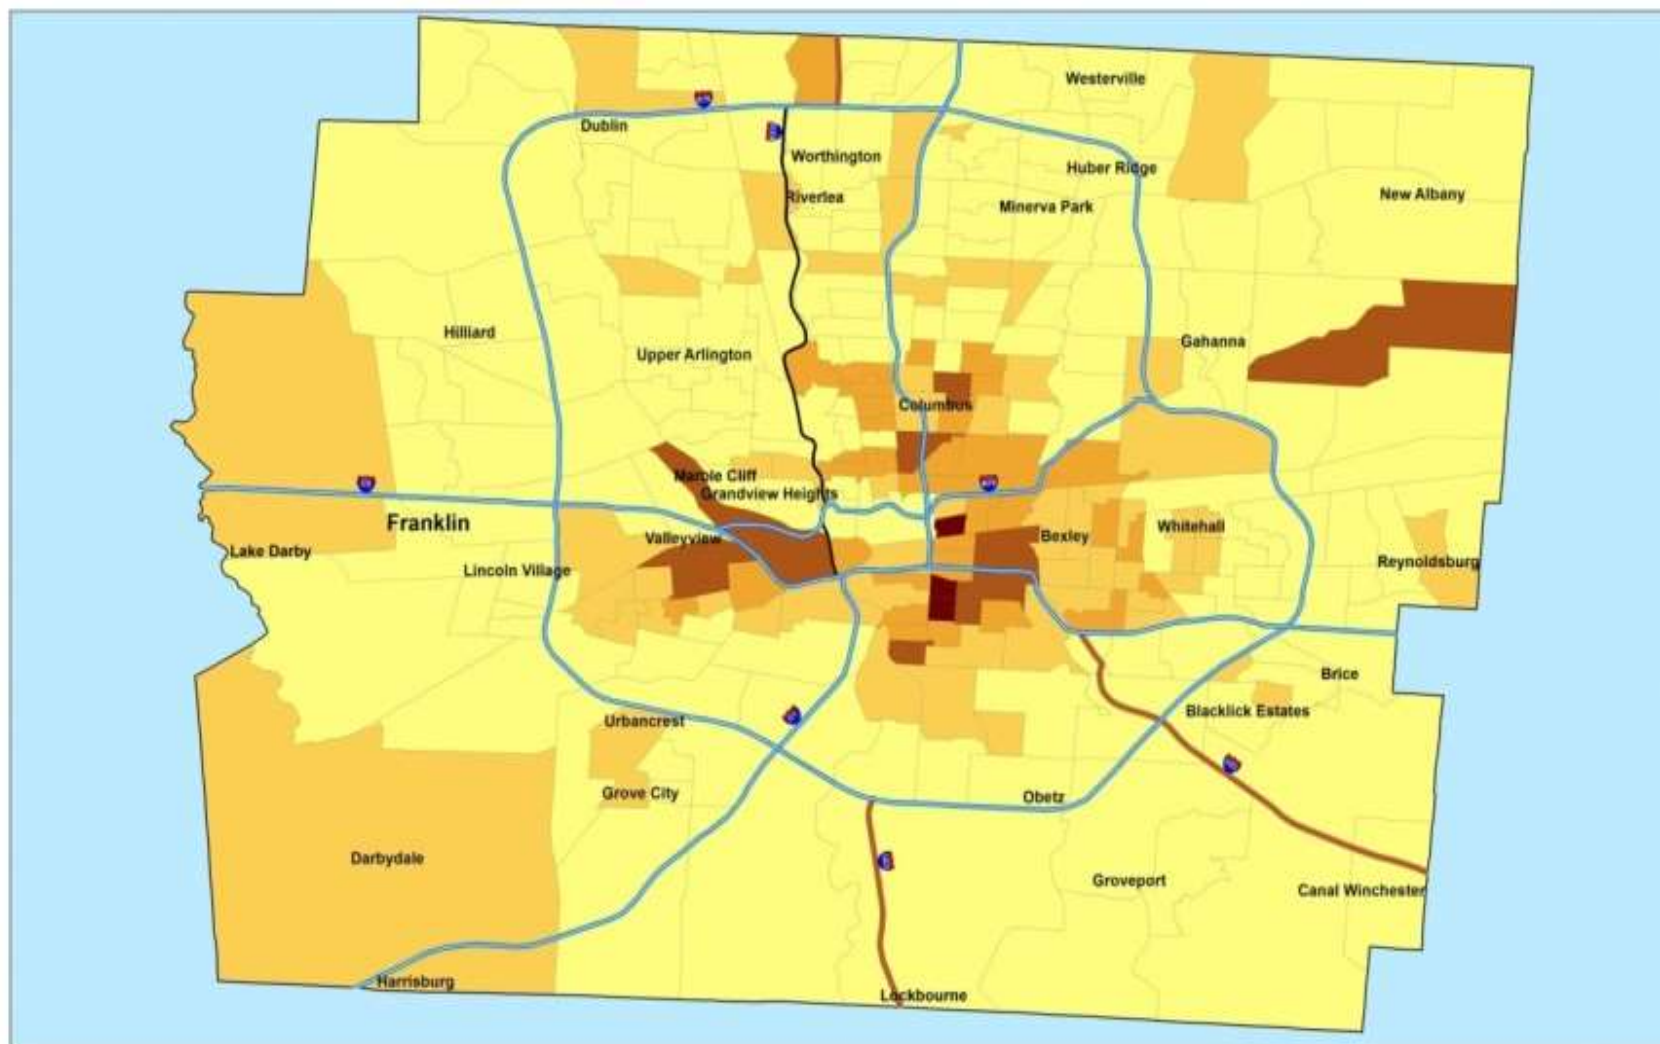 Westerville
Dublin
Worthington
Huber Ridge
Riverlea
New Albany
Minerva Park
Hilliard
Gahanna
Upper Arlington
Columbus
Marble Cliff
Grandview Heights
Franklin
Whitehall
Bexley
Valleyview
Lake Darby
Reynoldsburg
Lincoln Village
Brice
Blacklick Estates
Urbancrest
Grove City
Obetz
Darbydale
Groveport
Canal Winchester
Harrisburg
Lockbourne